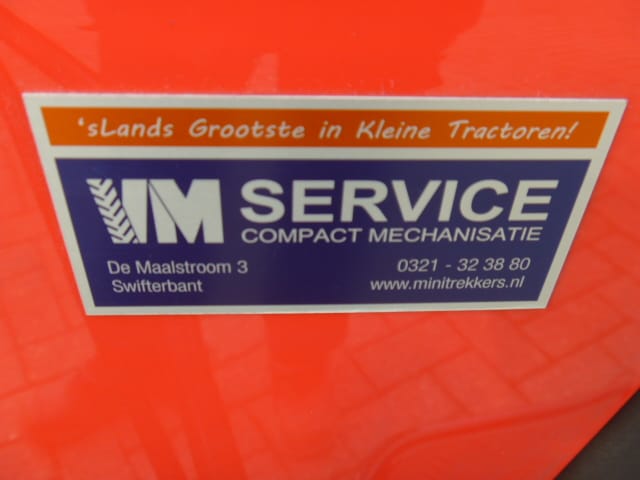 'sLands Grootste in Kleine Tractoren!
VM SERVICE
COMPACT MECHANISATIE
De Maalstroom 3
0321 - 32 38 80
Swifterbant
www.minitrekkers.nl